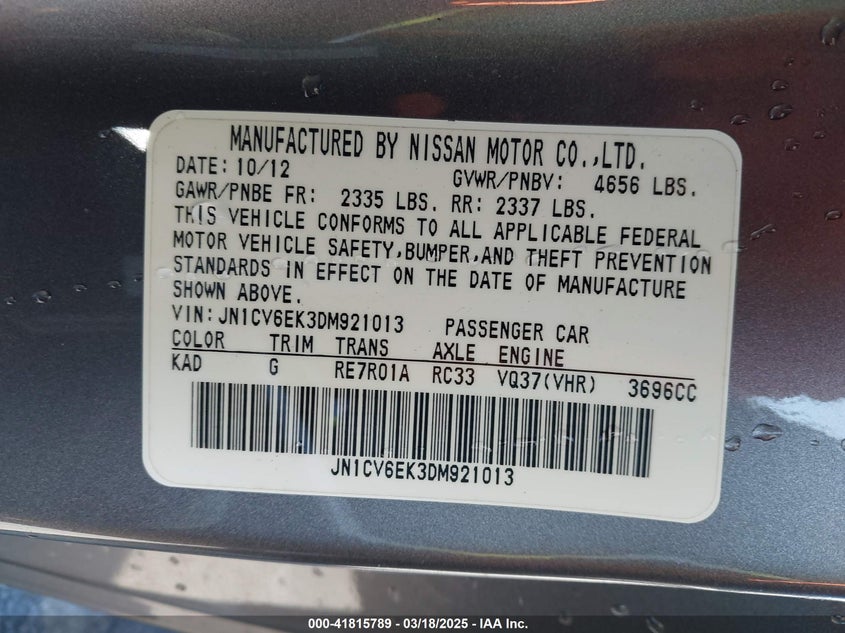 MANUFACTURED BY NISSAN MOTOR CO.,LTD.
DATE: 10/12 GVWR/PNBV: 4656 LBS.
GAWR/PNBE FR: 2335 LBS. RR: 2337 LBS.
THIS VEHICLE CONFORMS TO ALL APPLICABLE FEDERAL
MOTOR VEHICLE SAFETY,BUMPER,AND THEFT PREVENTION
STANDARDS IN EFFECT ON THE DATE OF MANUFACTURE
SHOWN ABOVE.
VIN:JN1CV6EK3DM921013 PASSENGER CAR
COLOR TRIM TRANS AXLE ENGINE
KAD G RE7R01A RC33 VQ37(VHR) 3696CC
JN1CV6EK3DM921013
000-41815789 - 03/18/2025 - IAA Inc.